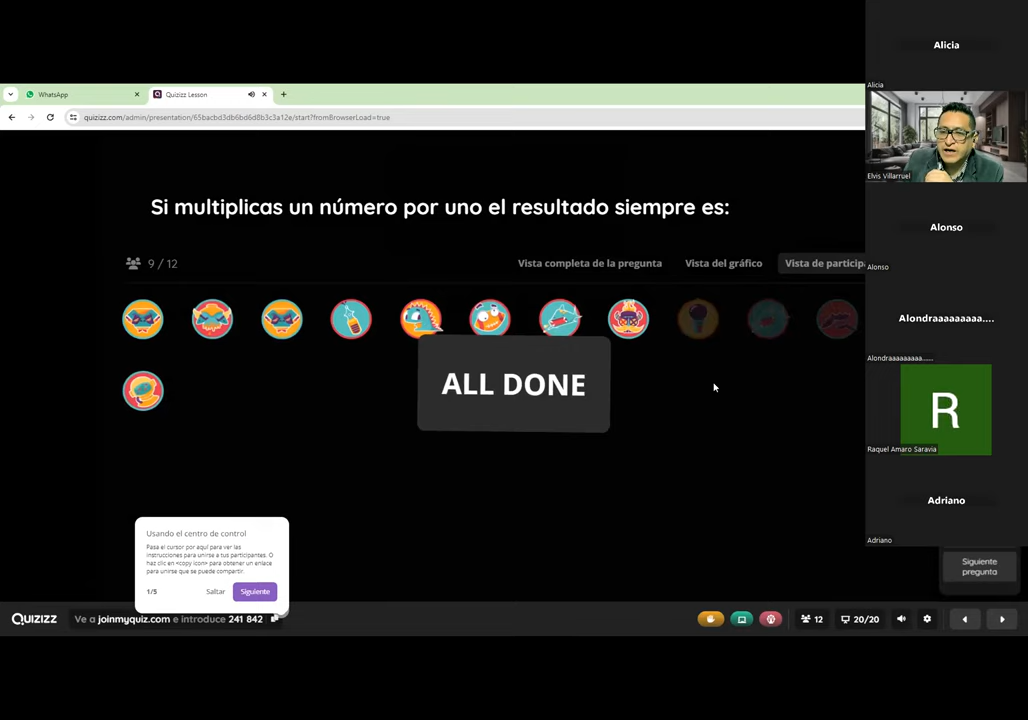 Alicia
WhatsApp
Quizizz Lesson
quizizz.com/admin/presentation/65bacbd3db6bd6d8b3c3a12e/start?fromBrowserLoad=true
Alicia
Elvis Villarruel
Si multiplicas un número por uno el resultado siempre es:
Alonso
9 / 12
Vista completa de la pregunta
Vista del gráfico
Vista de participa
Alonso
Alondraaaaaaaaa....
Alondraaaaaaaaa......
ALL DONE
R
Raquel Amaro Saravia
Adriano
Adriano
Usando el centro de control
Pasa el cursor por aquí para ver las
instrucciones para unirse a tus participantes. O
haz clic en <copy icon> para obtener un enlace
para unirse que se puede compartir.
1/5
Saltar
Siguiente
Siguiente
pregunta
QUIZIZZ
Ve a joinmyquiz.com e introduce 241 842
12
20/20